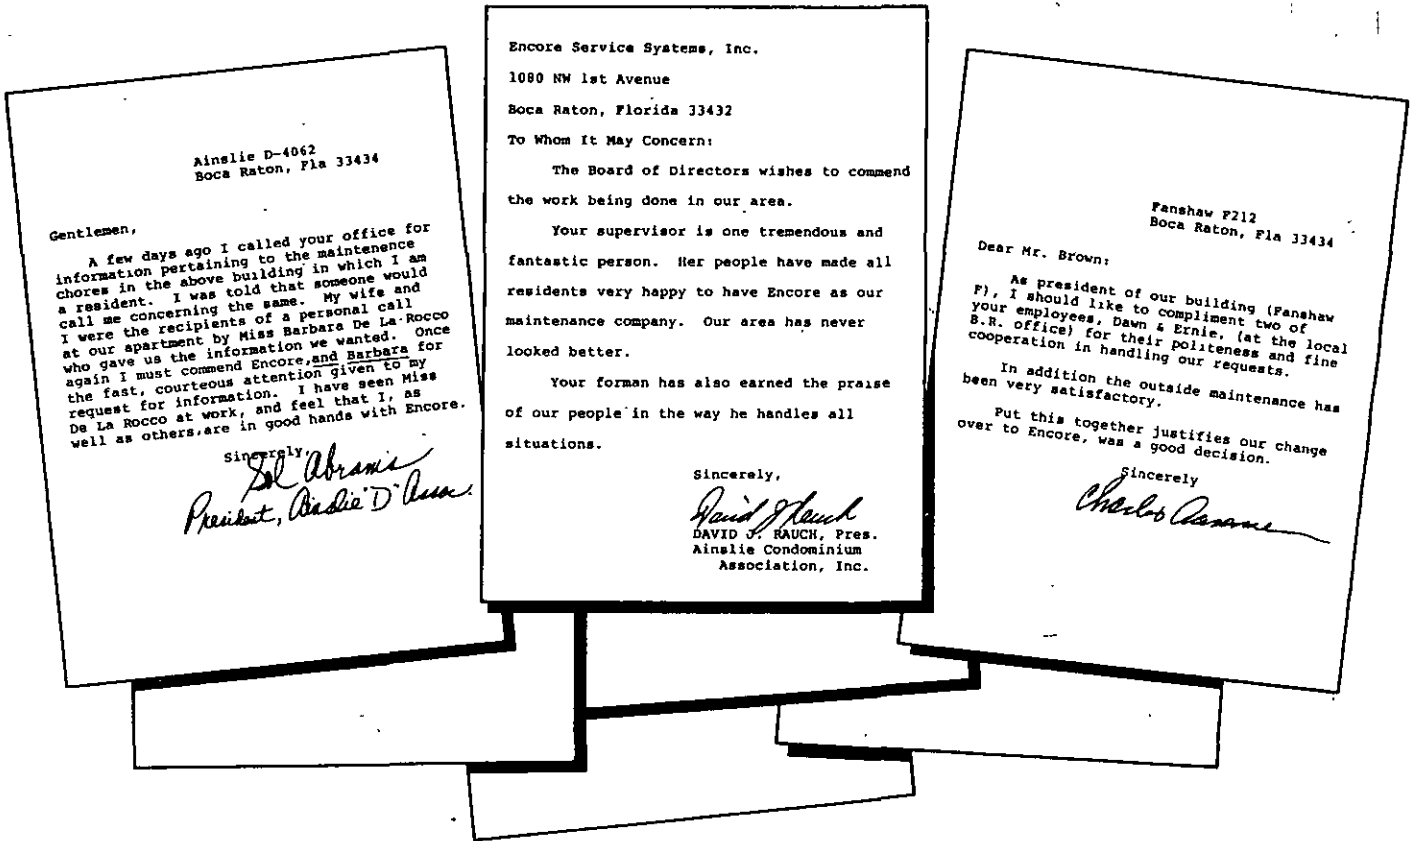 Ainslie D-4062
Boca Raton, Fla 33434
Gentlemen,
A few days ago I called your office for
information pertaining to the maintenence
chores in the above building in which I am
a resident. I was told that someone would
call me concerning the same. My wife and
I were the recipients of a personal call
at our apartment by Miss Barbara De La Rocco
who gave us the information we wanted. Once
again I must commend Encore, and Barbara for
the fast, courteous attention given to my
request for information. I have seen Miss
De La Rocco at work, and feel that I, as
well as others, are in good hands with Encore.
Sincerely,
Sol Abrams
President, Ainslie "D" Assoc.
Encore Service Systems, Inc.
1080 NW 1st Avenue
Boca Raton, Florida 33432
To Whom It May Concern:
The Board of Directors wishes to commend
the work being done in our area.
Your supervisor is one tremendous and
fantastic person. Her people have made all
residents very happy to have Encore as our
maintenance company. Our area has never
looked better.
Your forman has also earned the praise
of our people in the way he handles all
situations.
Sincerely,
David J Rauch
DAVID J. RAUCH, Pres.
Ainslie Condominium
Association, Inc.
Fanshaw F212
Boca Raton, Fla 33434
Dear Mr. Brown:
As president of our building (Fanshaw
F), I should like to compliment two of
your employees, Dawn & Ernie, (at the local
B.R. office) for their politeness and fine
cooperation in handling our requests.
In addition the outside maintenance has
been very satisfactory.
Put this together justifies our change
over to Encore, was a good decision.
Sincerely
Charles